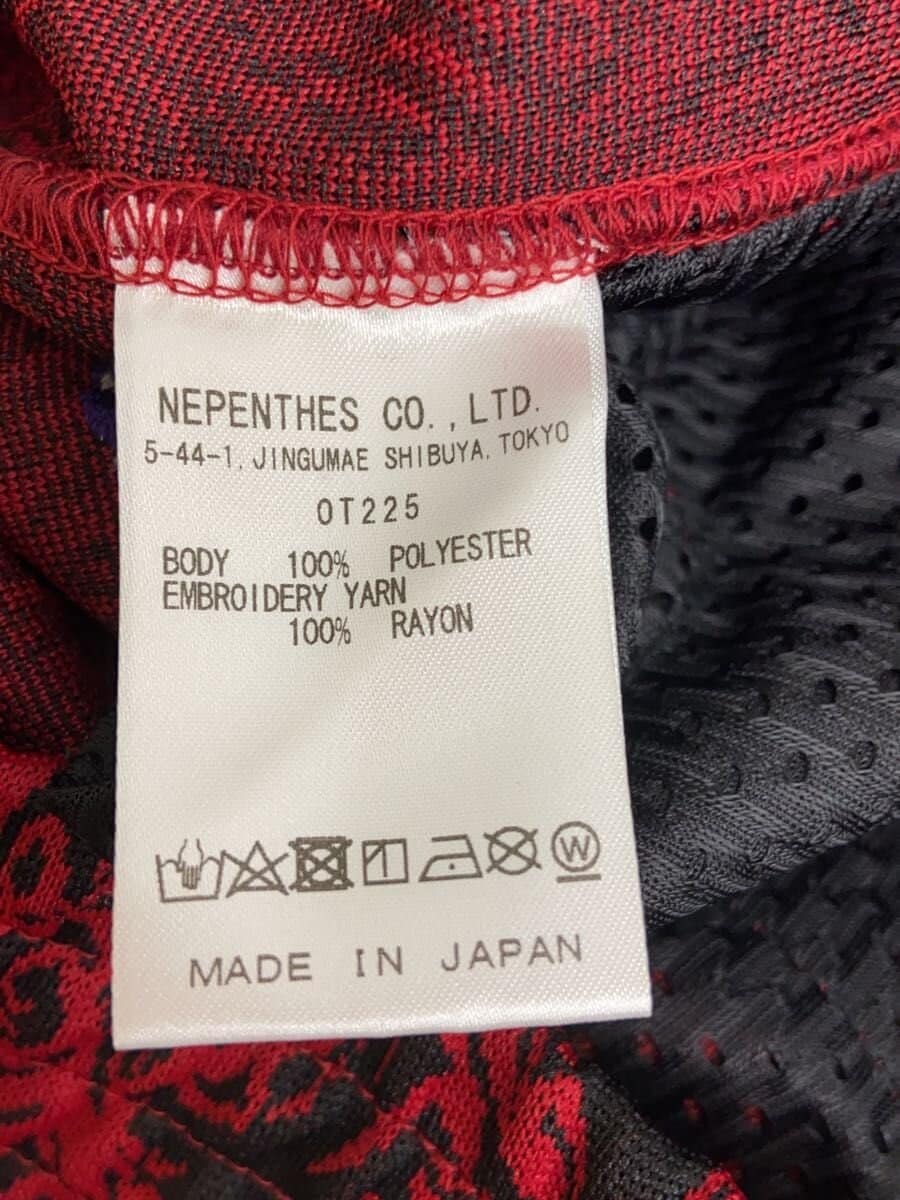 NEPENTHES CO.,LTD.
5-44-1, JINGUMAE SHIBUYA, TOKYO
OT225
BODY 100% POLYESTER
EMBROIDERY YARN
100% RAYON
W
MADE IN JAPAN